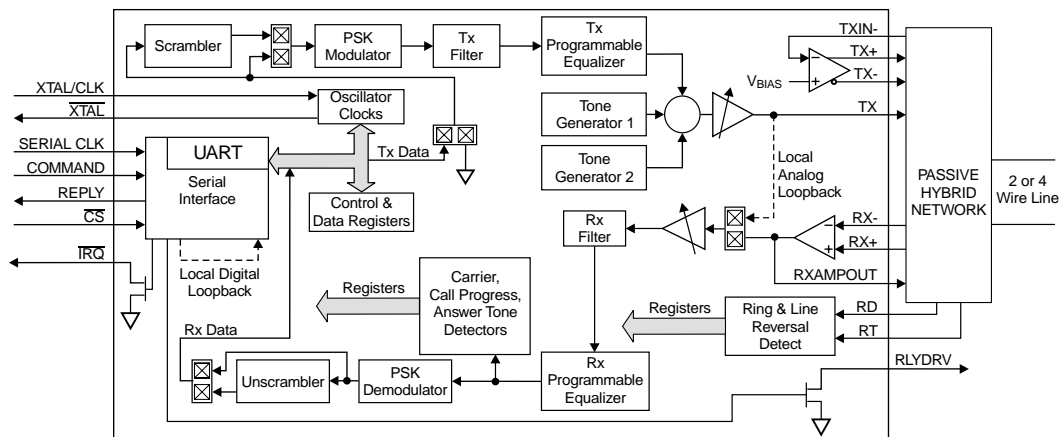 Scrambler
PSK
Modulator
Tx
Filter
Tx
Programmable
Equalizer
TXIN-
TX+
VBIAS
TX-
XTAL/CLK
XTAL
Oscillator
Clocks
Tone
Generator 1
TX
SERIAL CLK
UART
Tx Data
Tone
Generator 2
Local
Analog
Loopback
COMMAND
Serial
Interface
REPLY
Control &
Data Registers
CS
PASSIVE
HYBRID
NETWORK
2 or 4
Wire Line
Rx
Filter
RX-
RX+
IRQ
Local Digital
Loopback
RXAMPOUT
Registers
Carrier,
Call Progress,
Answer Tone
Detectors
Registers
Ring & Line
Reversal
Detect
RD
RT
Rx Data
Unscrambler
PSK
Demodulator
Rx
Programmable
Equalizer
RLYDRV
+
−
+
−